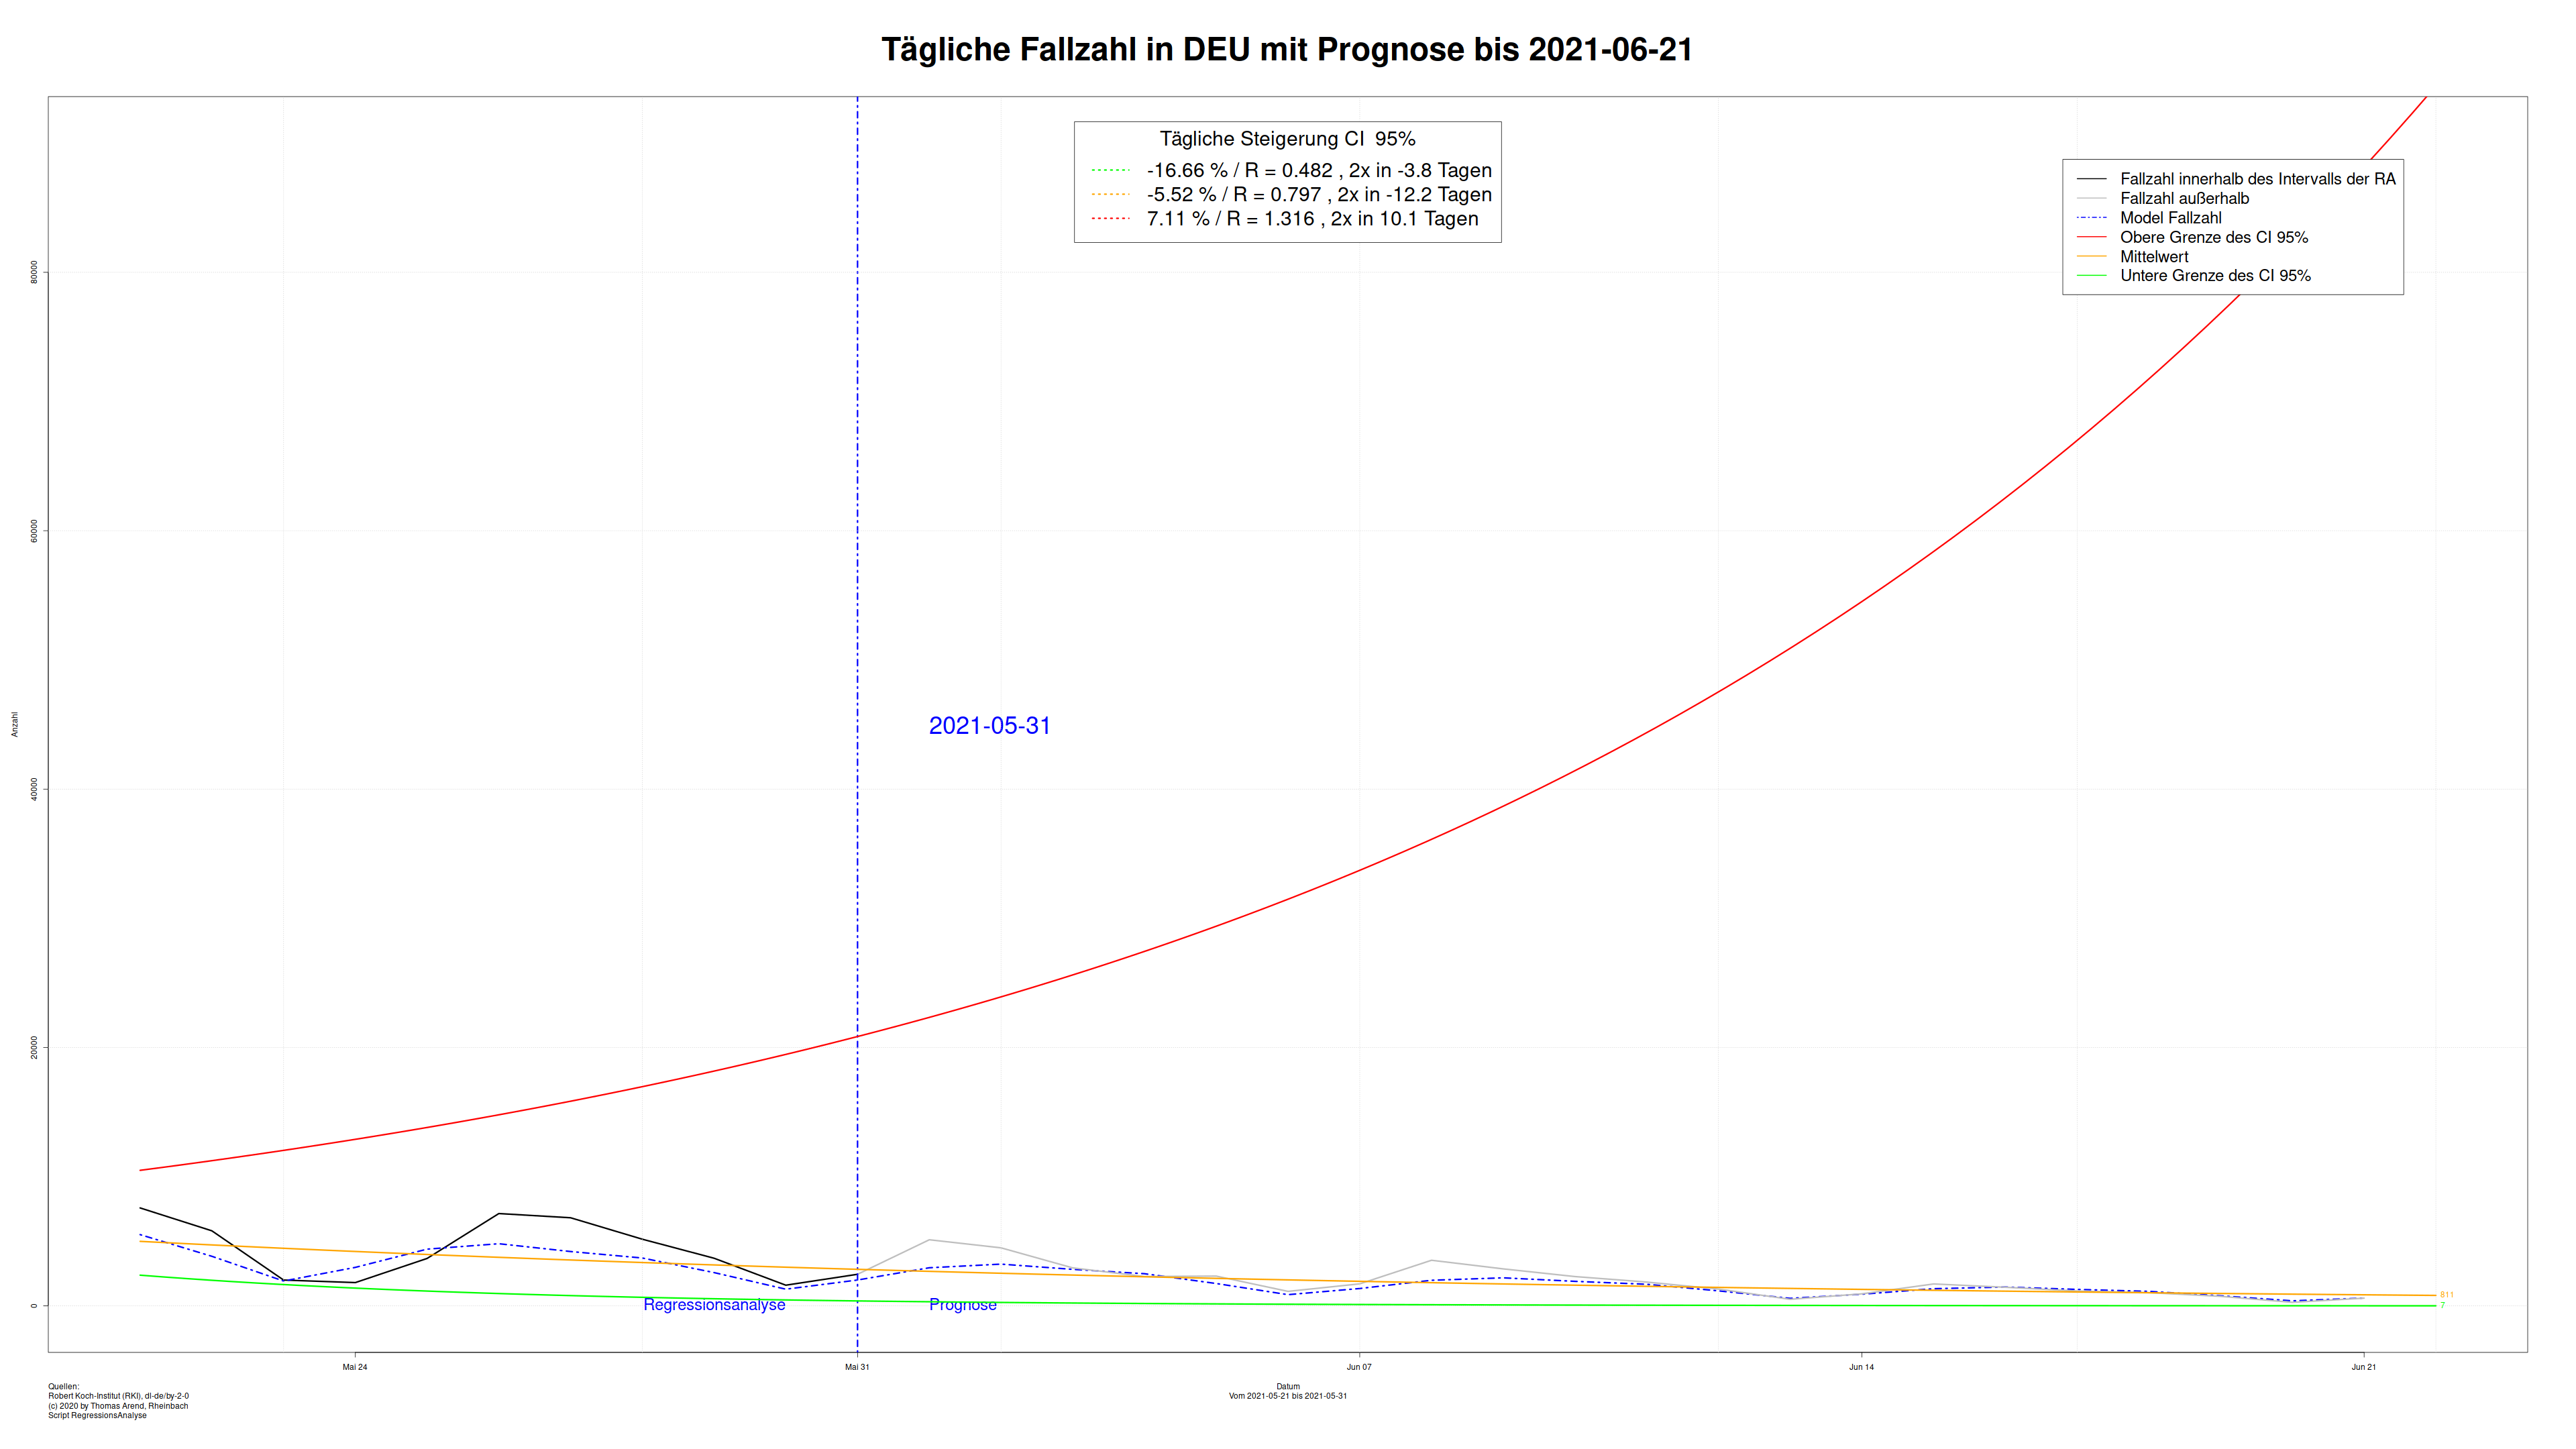 Tägliche Fallzahl in DEU mit Prognose bis 2021-06-21
Tägliche Steigerung CI  95%
-16.66 % / R = 0.482 , 2x in -3.8 Tagen
-5.52 % / R = 0.797 , 2x in -12.2 Tagen
7.11 % / R = 1.316 , 2x in 10.1 Tagen
Fallzahl innerhalb des Intervalls der RA
Fallzahl außerhalb
Model Fallzahl
Obere Grenze des CI 95%
Mittelwert
Untere Grenze des CI 95%
80000
60000
40000
20000
0
Anzahl
2021-05-31
Regressionsanalyse
Prognose
811
7
Mai 24
Mai 31
Jun 07
Jun 14
Jun 21
Datum
Vom 2021-05-21 bis 2021-05-31
Quellen:
Robert Koch-Institut (RKI), dl-de/by-2-0
(c) 2020 by Thomas Arend, Rheinbach
Script RegressionsAnalyse